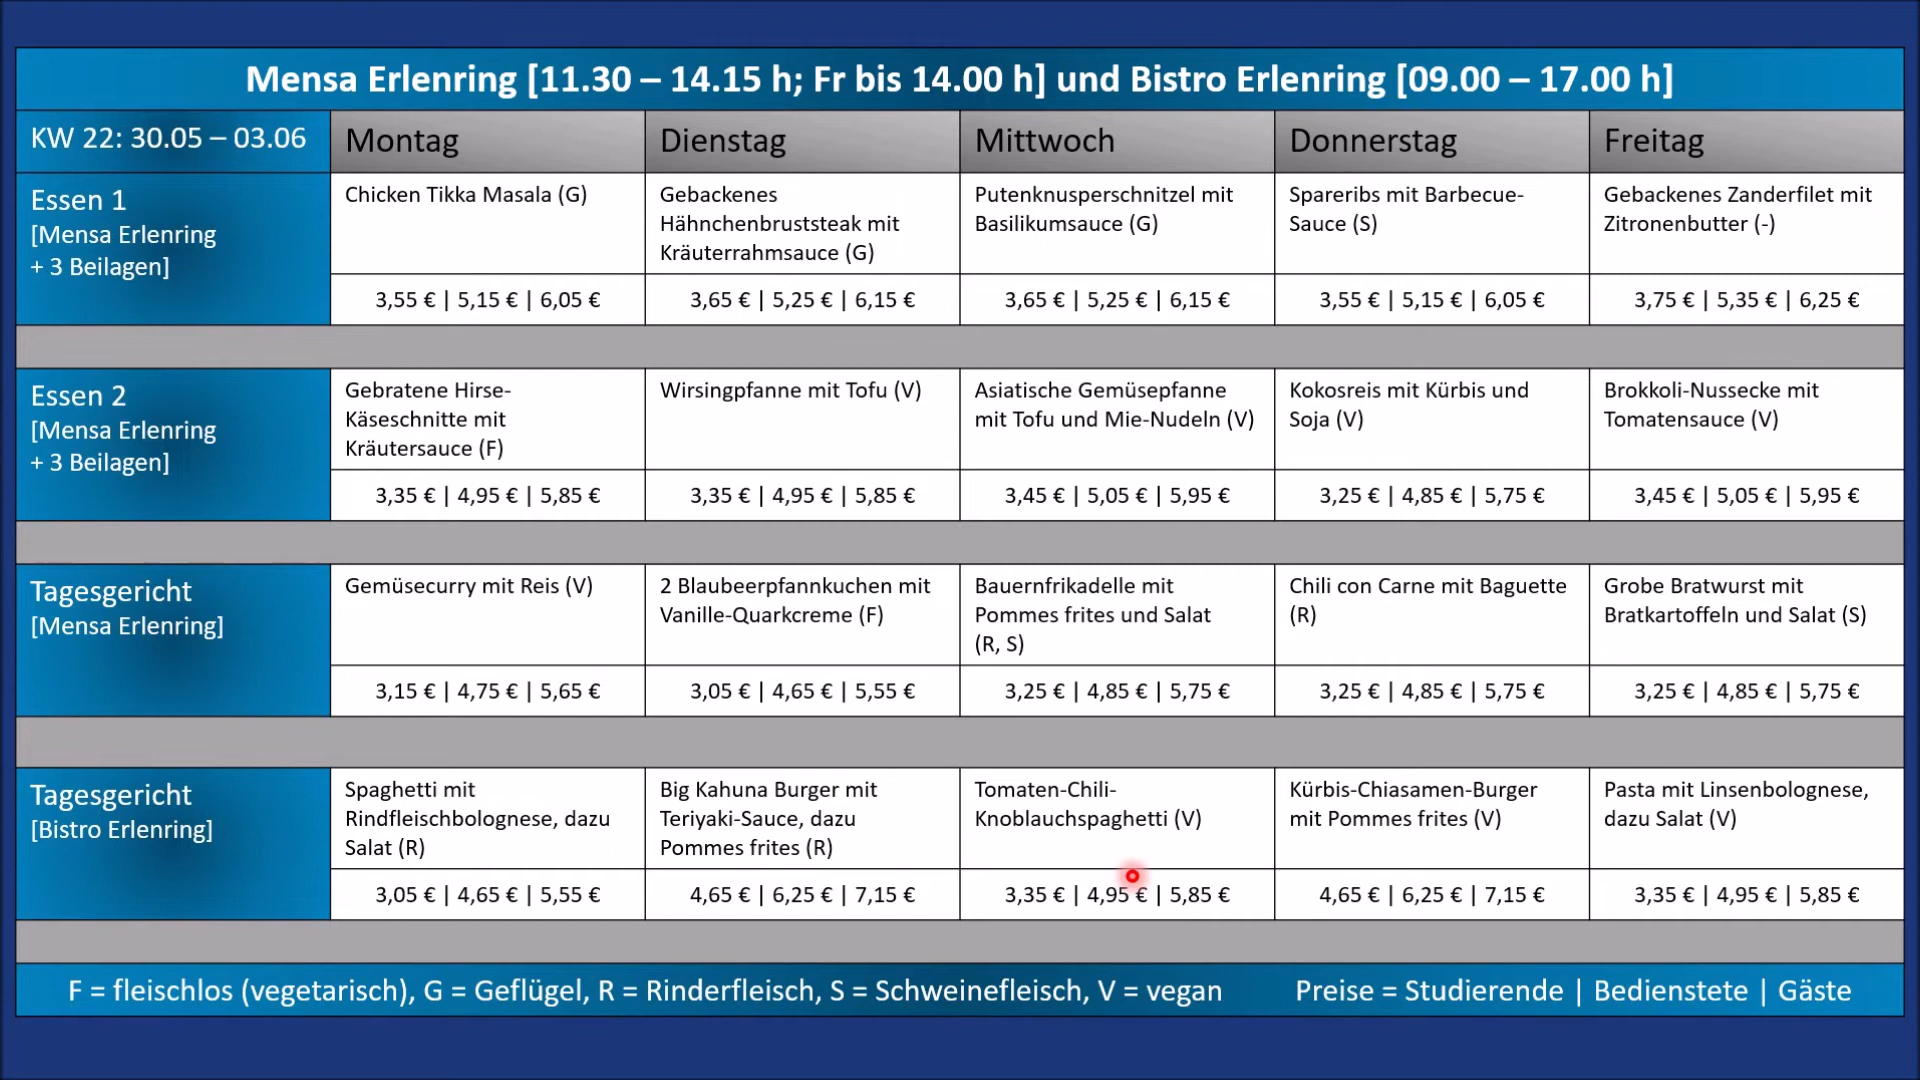 Mensa Erlenring [11.30 – 14.15 h; Fr bis 14.00 h] und Bistro Erlenring [09.00 – 17.00 h]
KW 22: 30.05 – 03.06
Montag
Dienstag
Mittwoch
Donnerstag
Freitag
Essen 1
[Mensa Erlenring
+ 3 Beilagen]
Chicken Tikka Masala (G)
Gebackenes
Hähnchenbruststeak mit
Kräuterrahmsauce (G)
Putenknusperschnitzel mit
Basilikumsauce (G)
Spareribs mit Barbecue-
Sauce (S)
Gebackenes Zanderfilet mit
Zitronenbutter (-)
3,55 € | 5,15 € | 6,05 €
3,65 € | 5,25 € | 6,15 €
3,65 € | 5,25 € | 6,15 €
3,55 € | 5,15 € | 6,05 €
3,75 € | 5,35 € | 6,25 €
Essen 2
[Mensa Erlenring
+ 3 Beilagen]
Gebratene Hirse-
Käseschnitte mit
Kräutersauce (F)
Wirsingpfanne mit Tofu (V)
Asiatische Gemüsepfanne
mit Tofu und Mie-Nudeln (V)
Kokosreis mit Kürbis und
Soja (V)
Brokkoli-Nussecke mit
Tomatensauce (V)
3,35 € | 4,95 € | 5,85 €
3,35 € | 4,95 € | 5,85 €
3,45 € | 5,05 € | 5,95 €
3,25 € | 4,85 € | 5,75 €
3,45 € | 5,05 € | 5,95 €
Tagesgericht
[Mensa Erlenring]
Gemüsecurry mit Reis (V)
2 Blaubeerpfannkuchen mit
Vanille-Quarkcreme (F)
Bauernfrikadelle mit
Pommes frites und Salat
(R, S)
Chili con Carne mit Baguette
(R)
Grobe Bratwurst mit
Bratkartoffeln und Salat (S)
3,15 € | 4,75 € | 5,65 €
3,05 € | 4,65 € | 5,55 €
3,25 € | 4,85 € | 5,75 €
3,25 € | 4,85 € | 5,75 €
3,25 € | 4,85 € | 5,75 €
Tagesgericht
[Bistro Erlenring]
Spaghetti mit
Rindfleischbolognese, dazu
Salat (R)
Big Kahuna Burger mit
Teriyaki-Sauce, dazu
Pommes frites (R)
Tomaten-Chili-
Knoblauchspaghetti (V)
Kürbis-Chiasamen-Burger
mit Pommes frites (V)
Pasta mit Linsenbolognese,
dazu Salat (V)
3,05 € | 4,65 € | 5,55 €
4,65 € | 6,25 € | 7,15 €
3,35 € | 4,95 € | 5,85 €
4,65 € | 6,25 € | 7,15 €
3,35 € | 4,95 € | 5,85 €
F = fleischlos (vegetarisch), G = Geflügel, R = Rinderfleisch, S = Schweinefleisch, V = vegan
Preise = Studierende | Bedienstete | Gäste